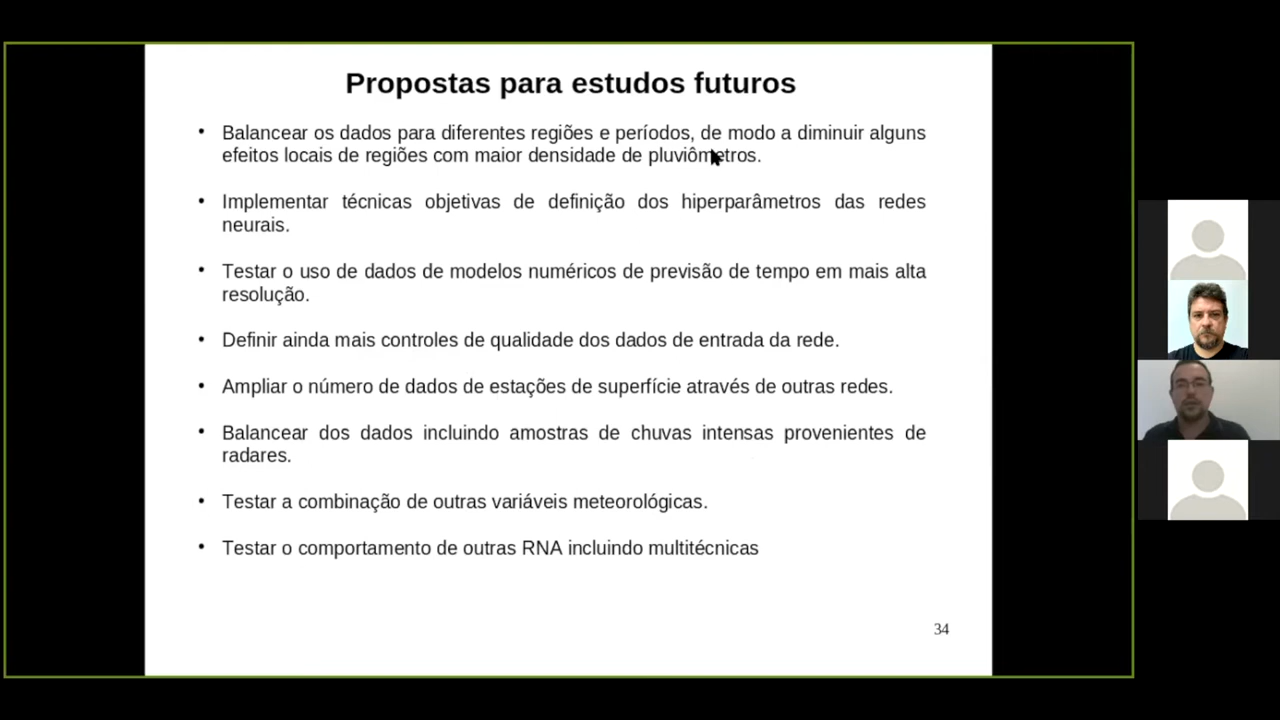 Propostas para estudos futuros
• Balancear os dados para diferentes regiões e períodos, de modo a diminuir alguns
efeitos locais de regiões com maior densidade de pluviômetros.
• Implementar técnicas objetivas de definição dos hiperparâmetros das redes
neurais.
• Testar o uso de dados de modelos numéricos de previsão de tempo em mais alta
resolução.
• Definir ainda mais controles de qualidade dos dados de entrada da rede.
• Ampliar o número de dados de estações de superfície através de outras redes.
• Balancear dos dados incluindo amostras de chuvas intensas provenientes de
radares.
• Testar a combinação de outras variáveis meteorológicas.
• Testar o comportamento de outras RNA incluindo multitécnicas
34